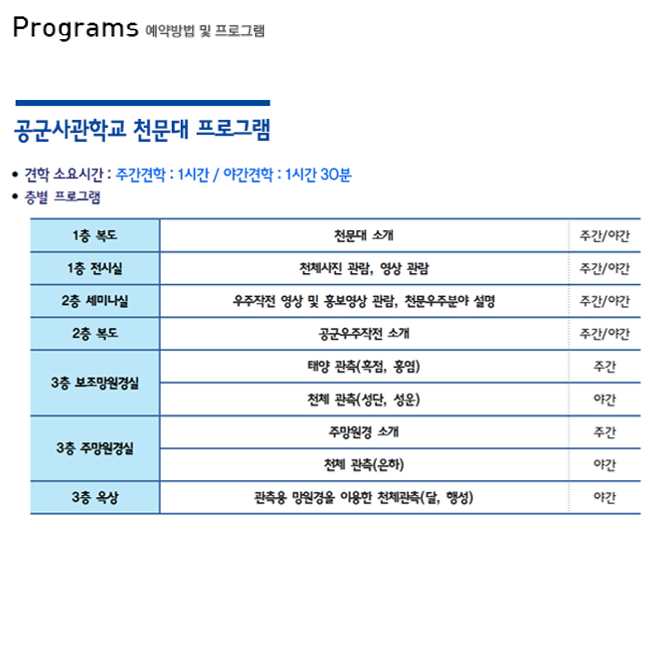 Programs 예약방법 및 프로그램
공군사관학교 천문대 프로그램
• 견학 소요시간 : 주간견학 : 1시간 / 야간견학 : 1시간 30분
• 층별 프로그램
1층 복도 천문대 소개 주간/야간
1층 전시실 천체사진 관람, 영상 관람 주간/야간
2층 세미나실 우주작전 영상 및 홍보영상 관람, 천문우주분야 설명 주간/야간
2층 복도 공군우주작전 소개 주간/야간
3층 보조망원경실 태양 관측(흑점, 홍염) 주간
천체 관측(성단, 성운) 야간
3층 주망원경실 주망원경 소개 주간
천체 관측(은하) 야간
3층 옥상 관측용 망원경을 이용한 천체관측(달, 행성) 야간